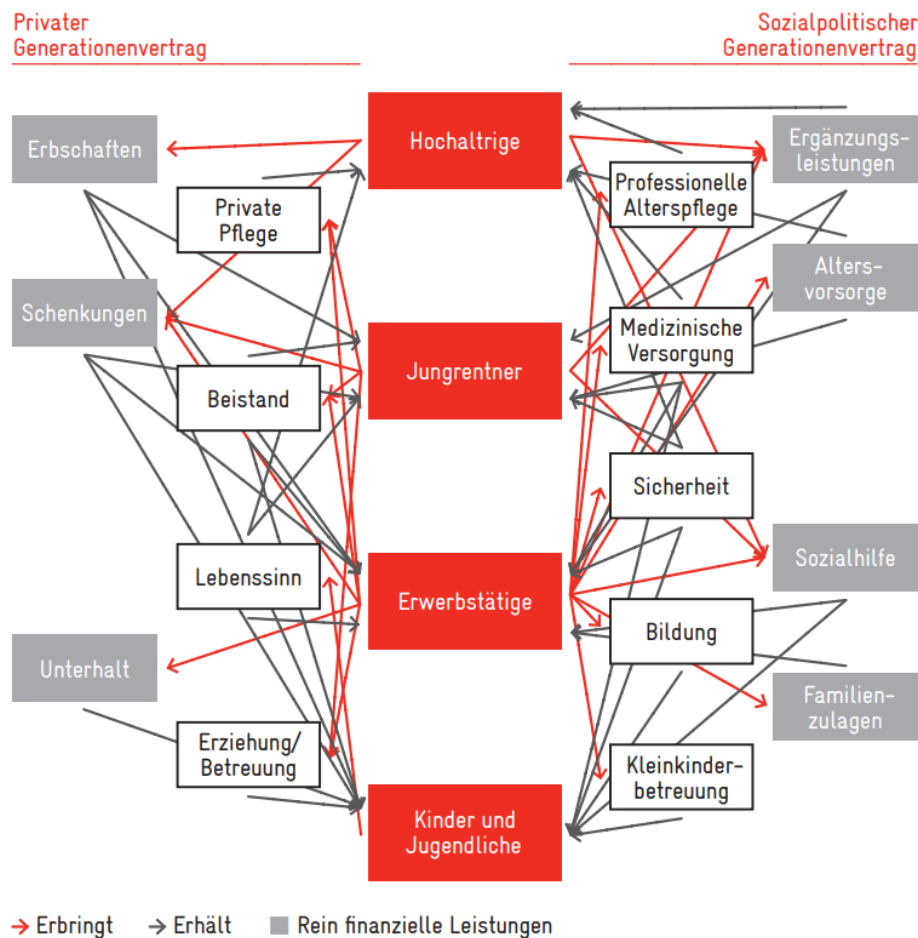 Privater
Generationenvertrag
Sozialpolitischer
Generationenvertrag
Erbschaften
Schenkungen
Unterhalt
Private
Pflege
Beistand
Lebenssinn
Erziehung/
Betreuung
Hochaltrige
Jungrentner
Erwerbstätige
Kinder und
Jugendliche
Professionelle
Alterspflege
Medizinische
Versorgung
Sicherheit
Bildung
Kleinkinder-
betreuung
Ergänzungs-
leistungen
Alters-
vorsorge
Sozialhilfe
Familien-
zulagen
Erbringt
Erhält
Rein finanzielle Leistungen